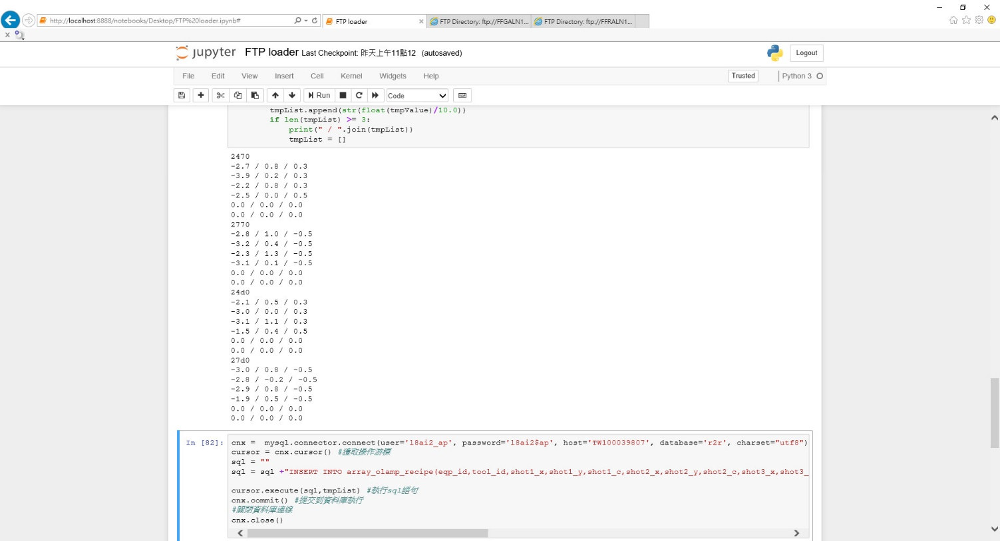 http://localhost:8888/notebooks/Desktop/FTP%20loader.ipynb#
FTP loader
FTP Directory: ftp://FFGALN1...
FTP Directory: ftp://FFRALN1...
jupyter FTP loader Last Checkpoint: 昨天上午11點12 (autosaved)
Logout
File Edit View Insert Cell Kernel Widgets Help
Trusted
Python 3
Run
Code
tmpList.append(str(float(tmpValue)/10.0))
if len(tmpList) >= 3:
print(" / ".join(tmpList))
tmpList = []
2470
-2.7 / 0.8 / 0.3
-3.9 / 0.2 / 0.3
-2.2 / 0.8 / 0.3
-2.5 / 0.0 / 0.5
0.0 / 0.0 / 0.0
0.0 / 0.0 / 0.0
2770
-2.8 / 1.0 / -0.5
-3.2 / 0.4 / -0.5
-2.3 / 1.3 / -0.5
-3.1 / 0.1 / -0.5
0.0 / 0.0 / 0.0
0.0 / 0.0 / 0.0
24d0
-2.1 / 0.5 / 0.3
-3.0 / 0.0 / 0.3
-3.1 / 1.1 / 0.3
-1.5 / 0.4 / 0.5
0.0 / 0.0 / 0.0
0.0 / 0.0 / 0.0
27d0
-3.0 / 0.8 / -0.5
-2.8 / -0.2 / -0.5
-2.9 / 0.8 / -0.5
-1.9 / 0.5 / -0.5
0.0 / 0.0 / 0.0
0.0 / 0.0 / 0.0
In [82]:
cnx =  mysql.connector.connect(user='l8ai2_ap', password='l8ai2$ap', host='TW100039807', database='r2r', charset="utf8")
cursor = cnx.cursor() #獲取操作游標
sql = ""
sql = sql +"INSERT INTO array_olamp_recipe(eqp_id,tool_id,shot1_x,shot1_y,shot1_c,shot2_x,shot2_y,shot2_c,shot3_x,shot3_
cursor.execute(sql,tmpList) #執行sql語句
cnx.commit() #提交到資料庫執行
#關閉資料庫連線
cnx.close()